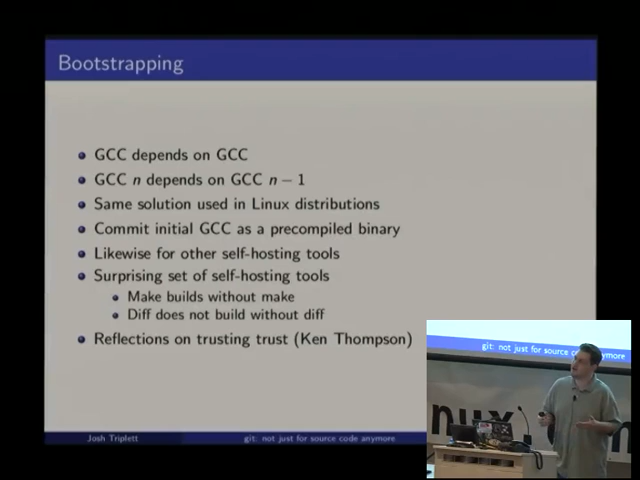 Bootstrapping
GCC depends on GCC
GCC n depends on GCC n − 1
Same solution used in Linux distributions
Commit initial GCC as a precompiled binary
Likewise for other self-hosting tools
Surprising set of self-hosting tools
Make builds without make
Diff does not build without diff
Reflections on trusting trust (Ken Thompson)
git: not just for source code anymore
Josh Triplett
git: not just for source code anymore